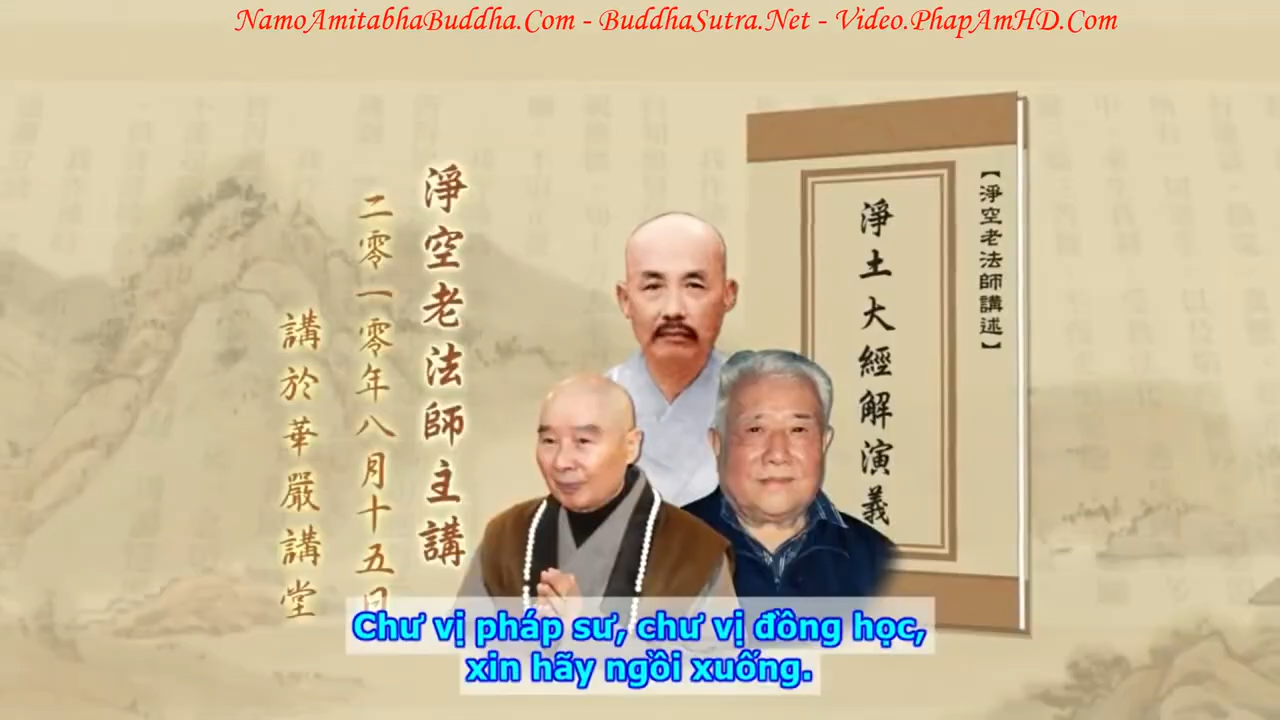 NamoAmitabhaBuddha.Com - BuddhaSutra.Net - Video.PhapAmHD.Com
【淨空老法師講述】
淨土大經解演義
淨空老法師主講
二零一零年八月十五日
講於華嚴講堂
Chư vị pháp sư, chư vị đồng học,
xin hãy ngồi xuống.